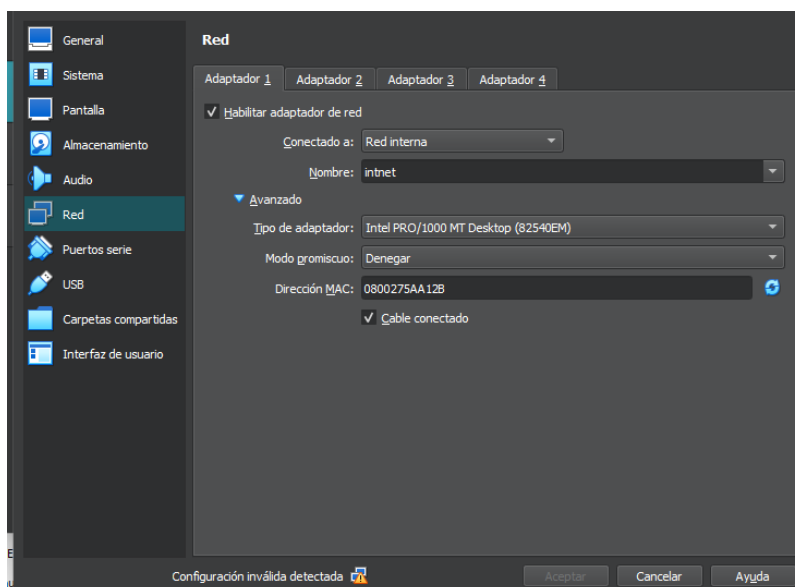 General
Sistema
Pantalla
Almacenamiento
Audio
Red
Puertos serie
USB
Carpetas compartidas
Interfaz de usuario
Red
Adaptador 1 Adaptador 2 Adaptador 3 Adaptador 4
Habilitar adaptador de red
Conectado a: Red interna
Nombre: intnet
Avanzado
Tipo de adaptador: Intel PRO/1000 MT Desktop (82540EM)
Modo promiscuo: Denegar
Dirección MAC: 0800275AA12B
Cable conectado
Configuración inválida detectada
Aceptar Cancelar Ayuda